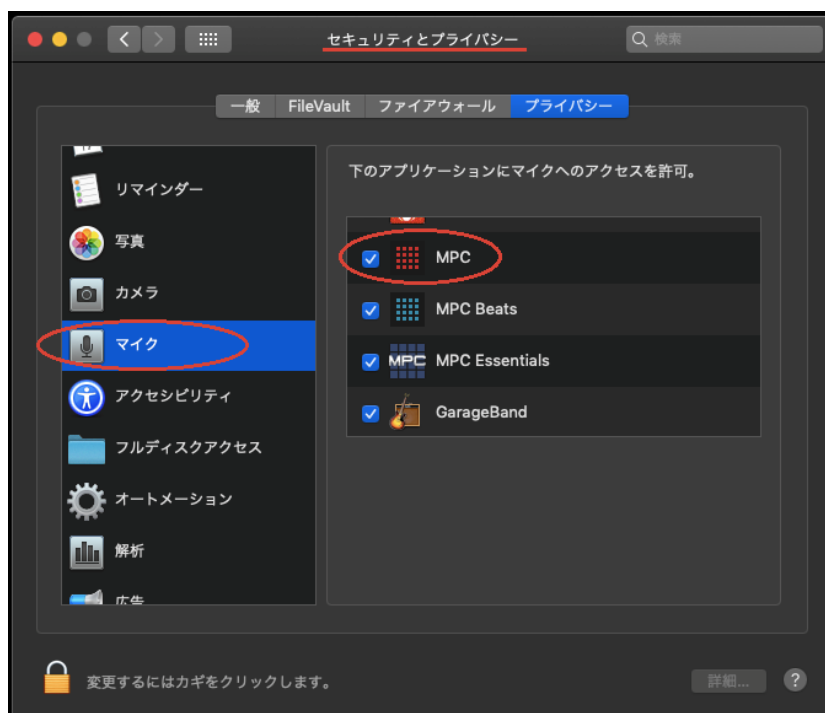 セキュリティとプライバシー
検索
一般 FileVault ファイアウォール プライバシー
17
リマインダー
写真
カメラ
マイク
アクセシビリティ
フルディスクアクセス
オートメーション
解析
広告
下のアプリケーションにマイクへのアクセスを許可。
MPC
MPC Beats
MPC MPC Essentials
GarageBand
変更するにはカギをクリックします。
詳細... ?